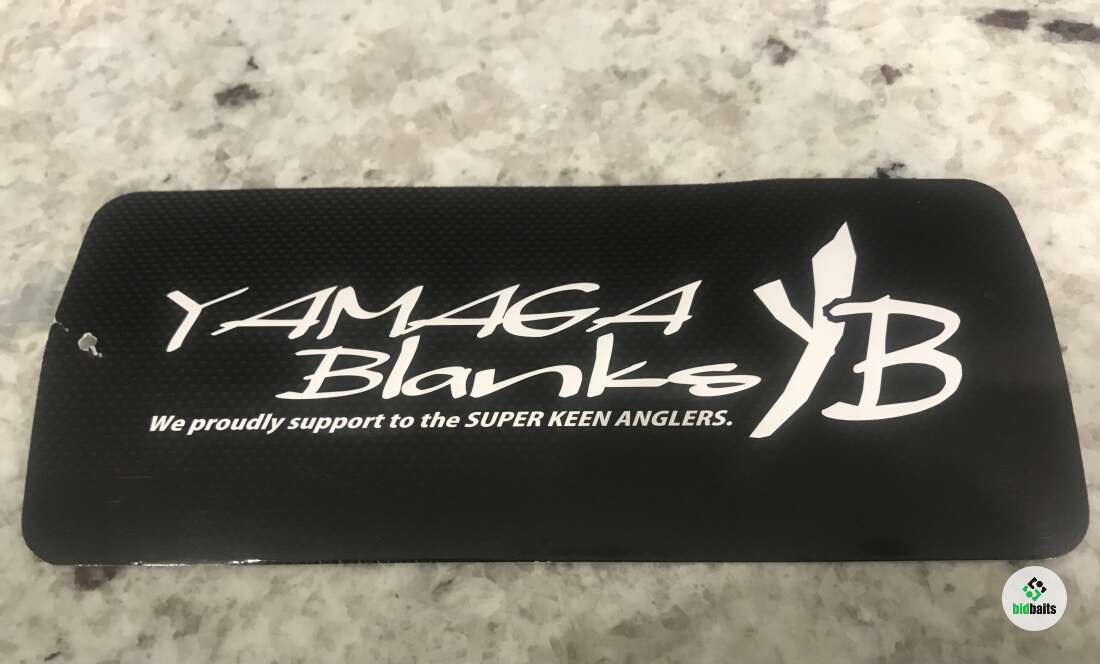 YAMAGA
Blanks
YB
We proudly support to the SUPER KEEN ANGLERS.
bidbaits